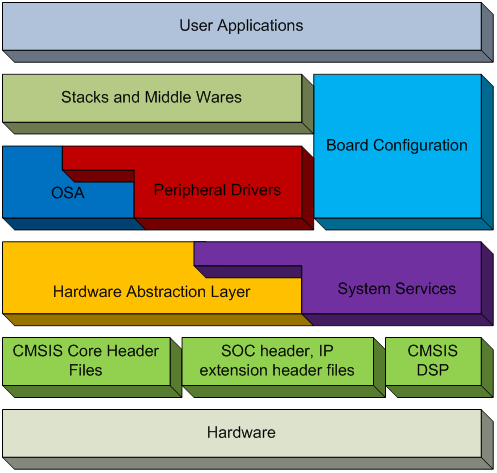 User Applications
Stacks and Middle Wares
Board Configuration
OSA
Peripheral Drivers
Hardware Abstraction Layer
System Services
CMSIS Core Header
Files
SOC header, IP
extension header files
CMSIS
DSP
Hardware